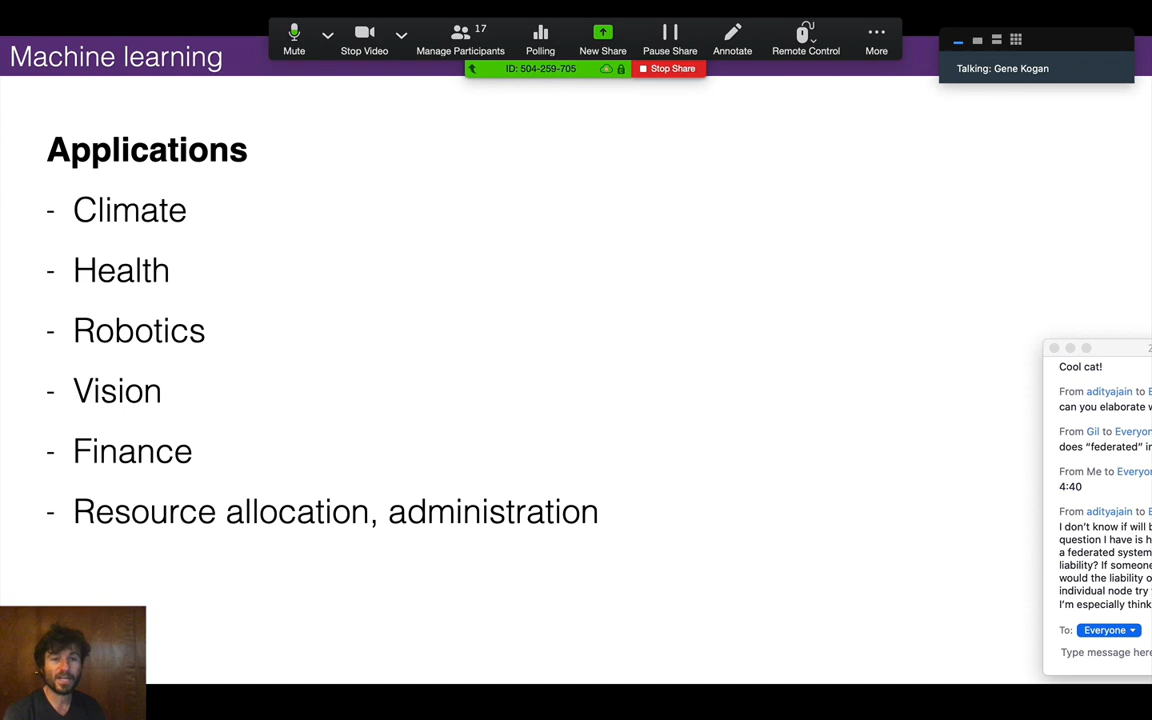 Machine learning
Mute
Stop Video
17
Manage Participants
Polling
New Share
Pause Share
Annotate
Remote Control
More
ID: 504-259-705
Stop Share
Talking: Gene Kogan
Applications
- Climate
- Health
- Robotics
- Vision
- Finance
- Resource allocation, administration
Cool cat!
From adityajain to
can you elaborate
From Gil to Everyon
does “federated”
From Me to Everyo
4:40
From adityajain to
I don’t know if will
question I have is
a federated system
liability? If someone
would the liability
individual node try
I’m especially think
To: Everyone
Type message here